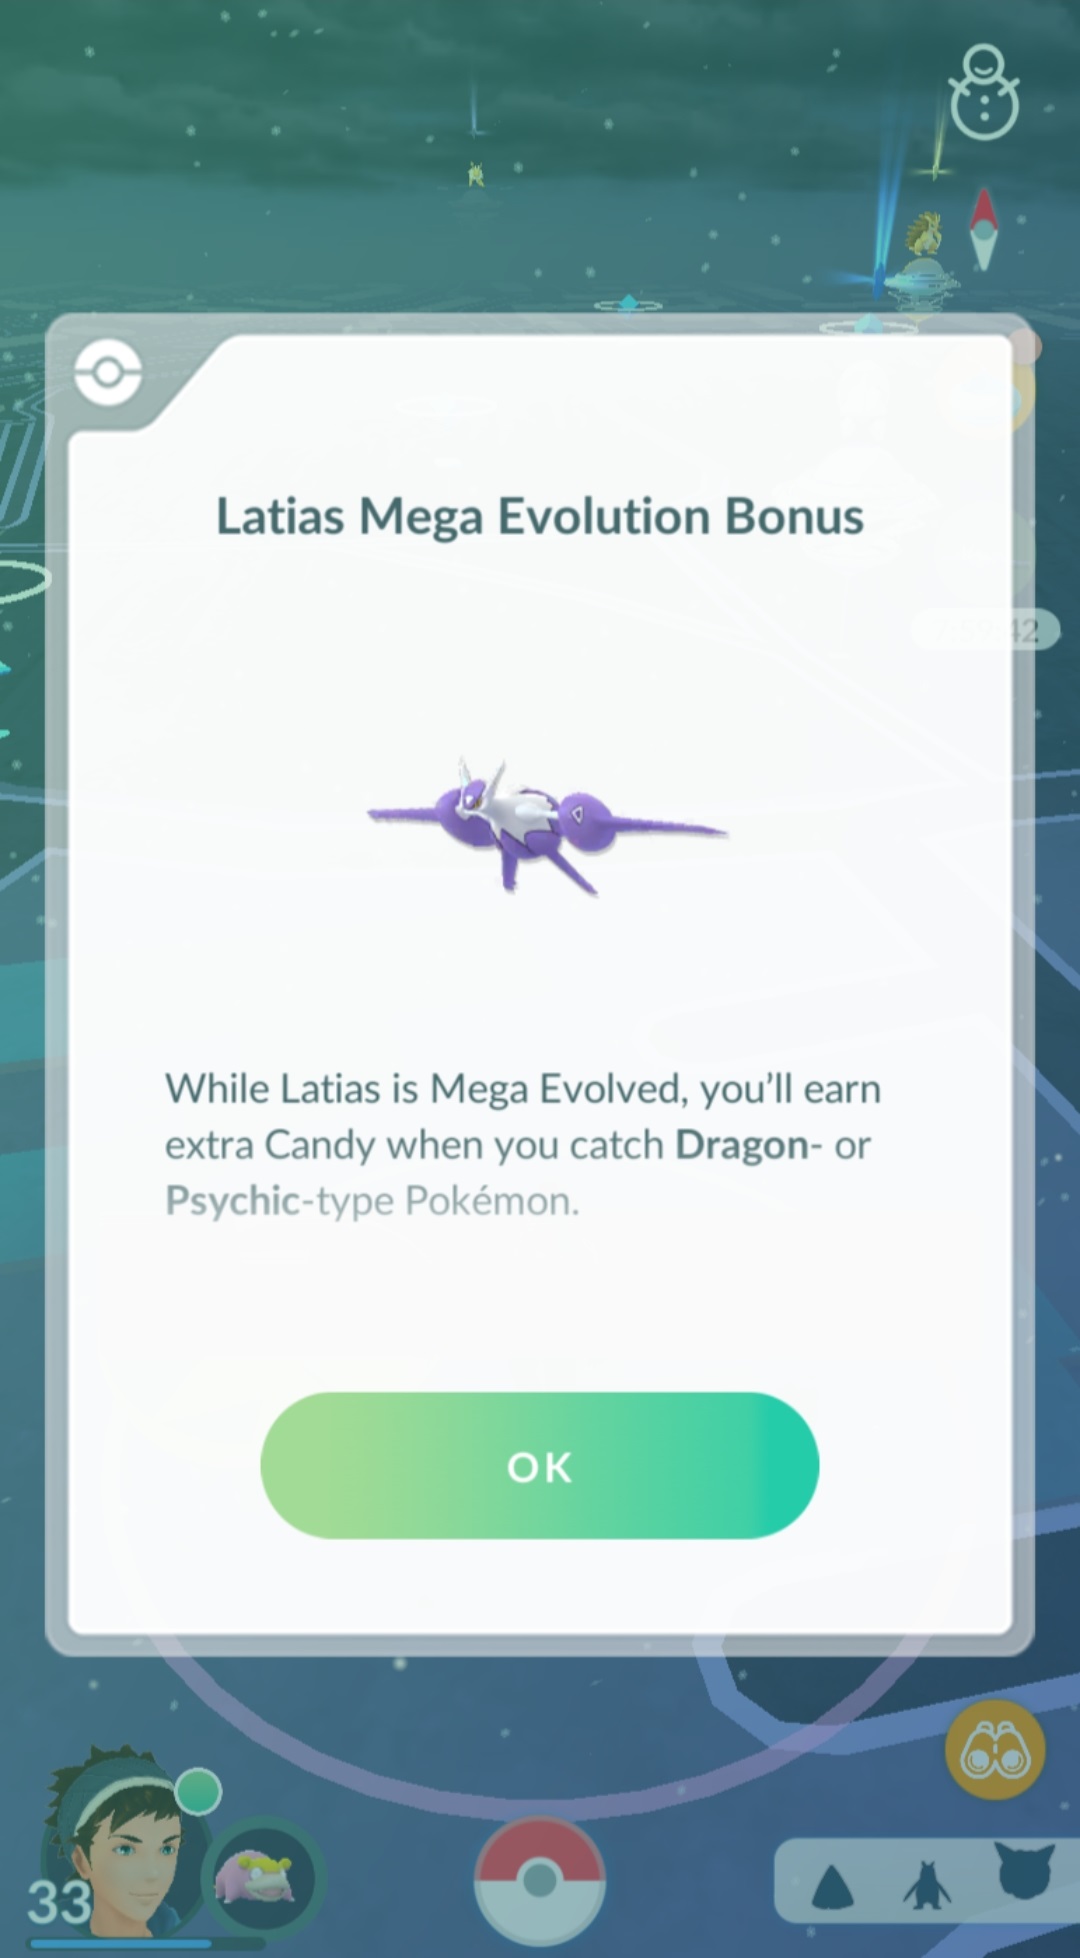 Latias Mega Evolution Bonus
While Latias is Mega Evolved, you’ll earn
extra Candy when you catch Dragon- or
Psychic-type Pokémon.
OK
33